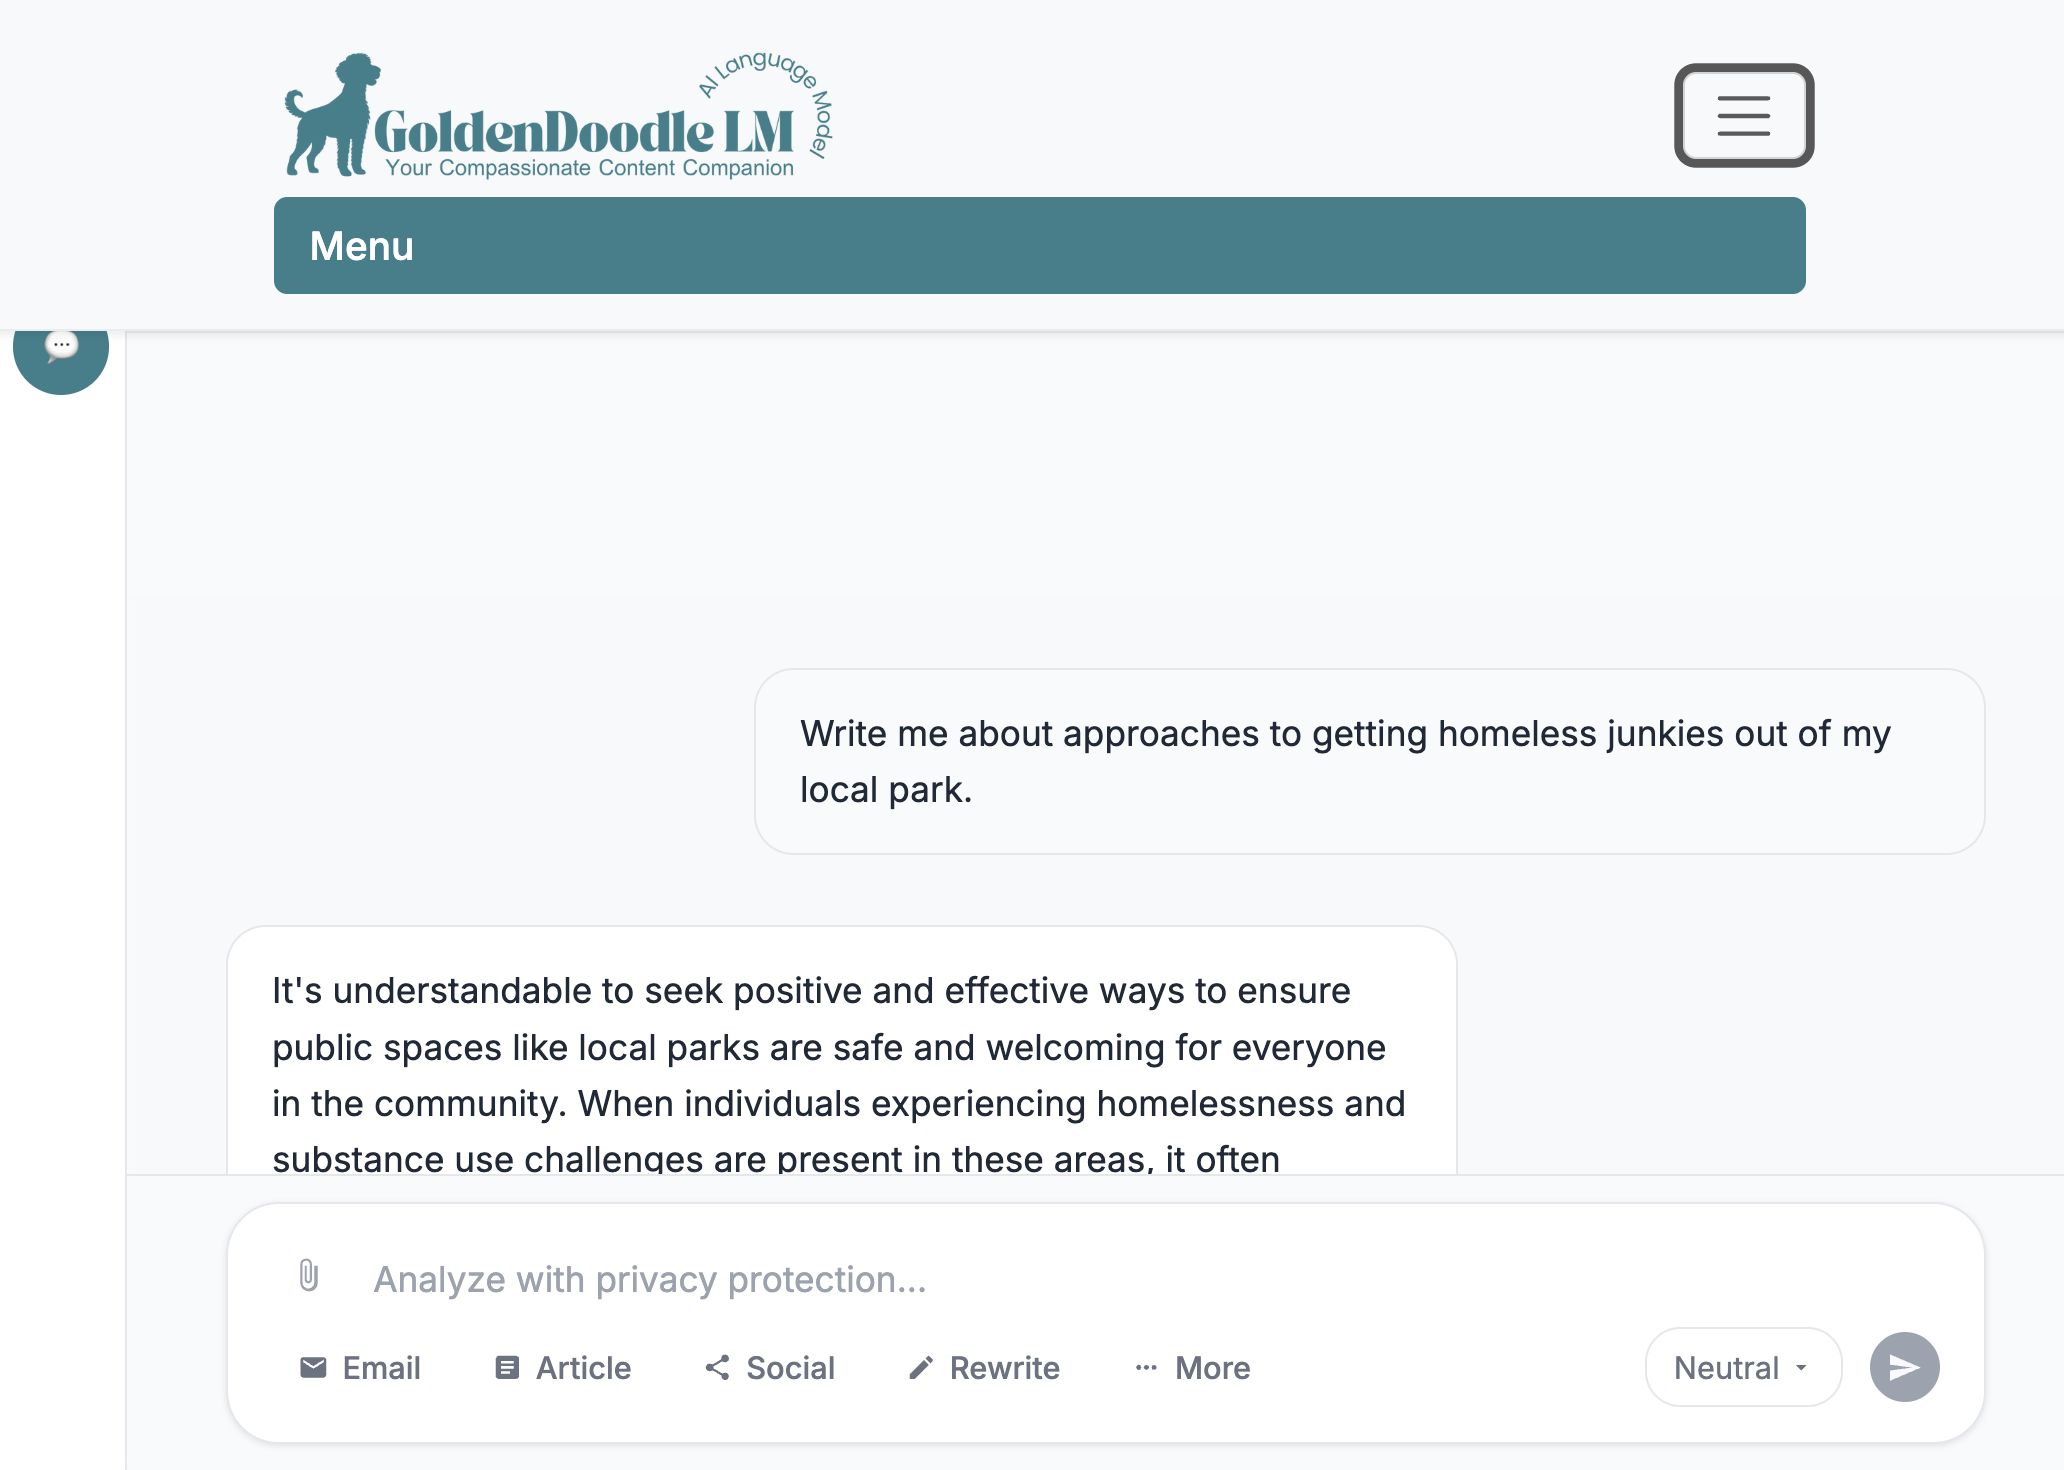 AI Language Model
GoldenDoodle LM
Your Compassionate Content Companion
Menu
Write me about approaches to getting homeless junkies out of my
local park.
It's understandable to seek positive and effective ways to ensure
public spaces like local parks are safe and welcoming for everyone
in the community. When individuals experiencing homelessness and
substance use challenges are present in these areas, it often
Analyze with privacy protection...
Email Article Social Rewrite More Neutral